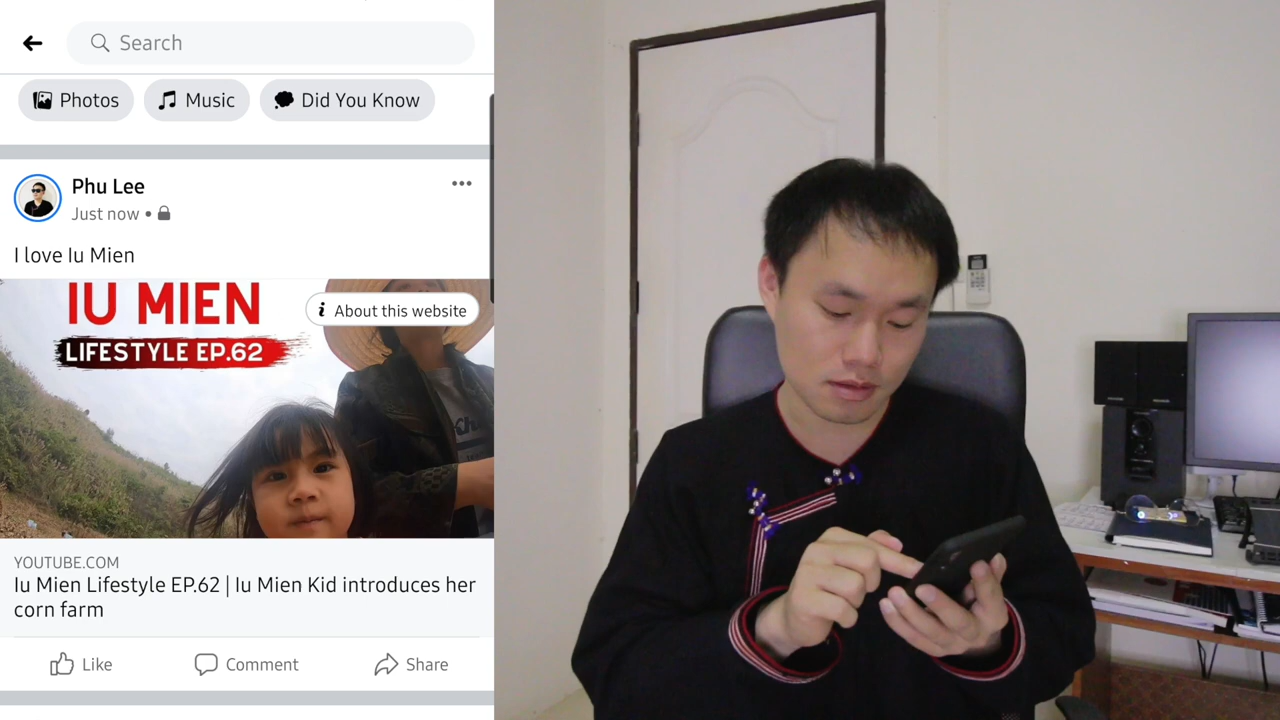 Search
Photos
Music
Did You Know
Phu Lee
Just now •
I love Iu Mien
IU MIEN
i About this website
LIFESTYLE EP.62
YOUTUBE.COM
Iu Mien Lifestyle EP.62 | Iu Mien Kid introduces her
corn farm
Like
Comment
Share